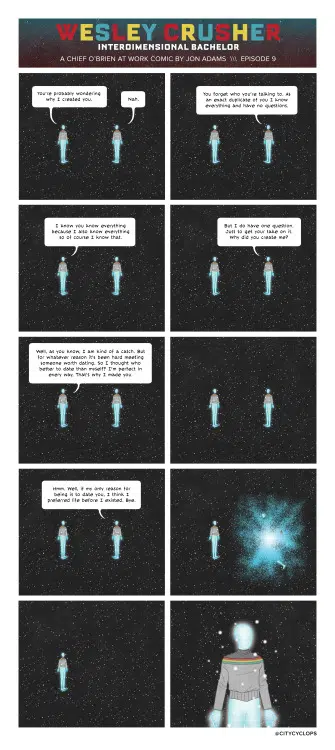 WESLEY CRUSHER
INTERDIMENSIONAL BACHELOR
A CHIEF O'BRIEN AT WORK COMIC BY JON ADAMS \\\ EPISODE 9
You're probably wondering
why I created you.
Nah.
You forget who you're talking to. As
an exact duplicate of you I know
everything and have no questions.
I know you know everything
because I also know everything
so of course I know that.
But I do have one question.
Just to get your take on it.
Why did you create me?
Well, as you know, I am kind of a catch. But
for whatever reason it's been hard meeting
someone worth dating. So I thought who
better to date than myself? I'm perfect in
every way. That's why I made you.
Hmm. Well, if my only reason for
being is to date you, I think I
preferred life before I existed. Bye.
@CITYCYCLOPS